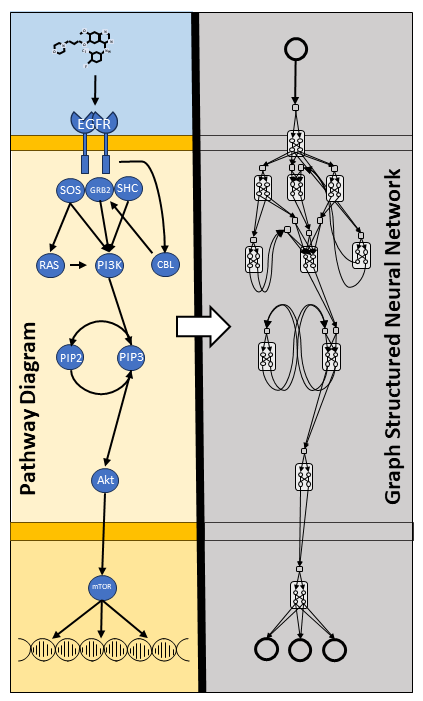 EGFR
SOS
GRB2
SHC
RAS
PI3K
CBL
PIP2
PIP3
Akt
mTOR
Pathway Diagram
Graph Structured Neural Network